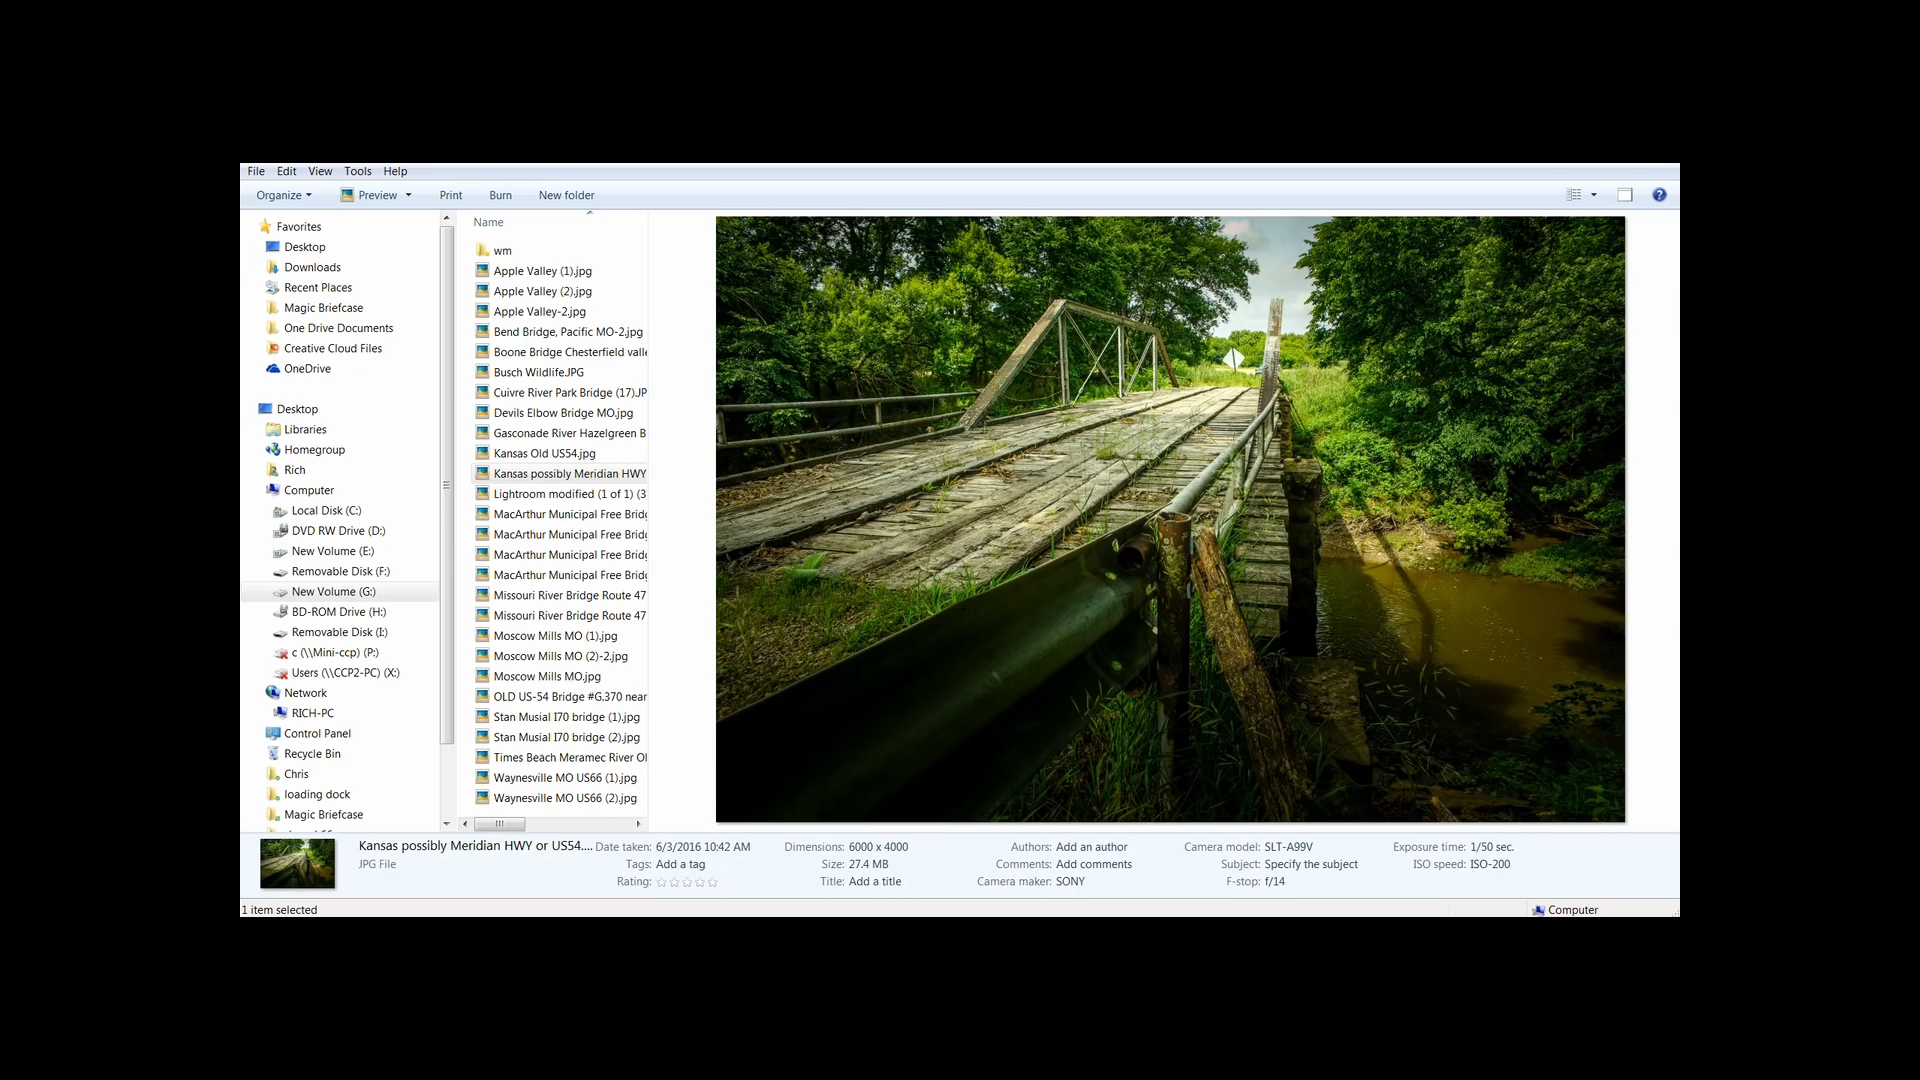 File Edit View Tools Help
Organize Preview Print Burn New folder
Favorites
Desktop
Downloads
Recent Places
Magic Briefcase
One Drive Documents
Creative Cloud Files
OneDrive
Desktop
Libraries
Homegroup
Rich
Computer
Local Disk (C:)
DVD RW Drive (D:)
New Volume (E:)
Removable Disk (F:)
New Volume (G:)
BD-ROM Drive (H:)
Removable Disk (I:)
c (\\Mini-ccp) (P:)
Users (\\CCP2-PC) (X:)
Network
RICH-PC
Control Panel
Recycle Bin
Chris
loading dock
Magic Briefcase
Name
wm
Apple Valley (1).jpg
Apple Valley (2).jpg
Apple Valley-2.jpg
Bend Bridge, Pacific MO-2.jpg
Boone Bridge Chesterfield valle
Busch Wildlife.JPG
Cuivre River Park Bridge (17).JP
Devils Elbow Bridge MO.jpg
Gasconade River Hazelgreen B
Kansas Old US54.jpg
Kansas possibly Meridian HWY
Lightroom modified (1 of 1) (3
MacArthur Municipal Free Bridg
MacArthur Municipal Free Bridg
MacArthur Municipal Free Bridg
MacArthur Municipal Free Bridg
Missouri River Bridge Route 47
Missouri River Bridge Route 47
Moscow Mills MO (1).jpg
Moscow Mills MO (2)-2.jpg
Moscow Mills MO.jpg
OLD US-54 Bridge #G.370 near
Stan Musial I70 bridge (1).jpg
Stan Musial I70 bridge (2).jpg
Times Beach Meramec River Ol
Waynesville MO US66 (1).jpg
Waynesville MO US66 (2).jpg
Kansas possibly Meridian HWY or US54.... Date taken: 6/3/2016 10:42 AM Dimensions: 6000 x 4000 Authors: Add an author Camera model: SLT-A99V Exposure time: 1/50 sec.
JPG File Tags: Add a tag Size: 27.4 MB Comments: Add comments Subject: Specify the subject ISO speed: ISO-200
Rating: Title: Add a title Camera maker: SONY F-stop: f/14
1 item selected Computer